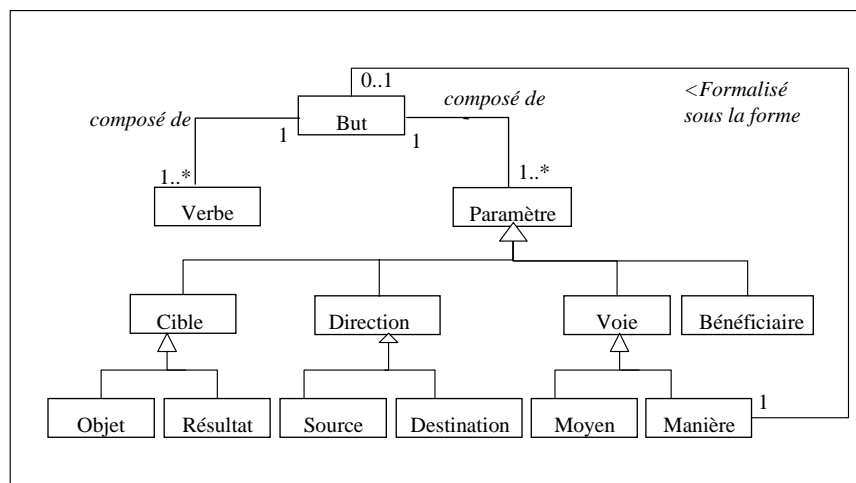 0..1
<Formalisé
sous la forme
composé de
composé de
But
1
1
1..*
1..*
Verbe
Paramètre
Cible
Direction
Voie
Bénéficiaire
Objet
Résultat
Source
Destination
Moyen
Manière
1